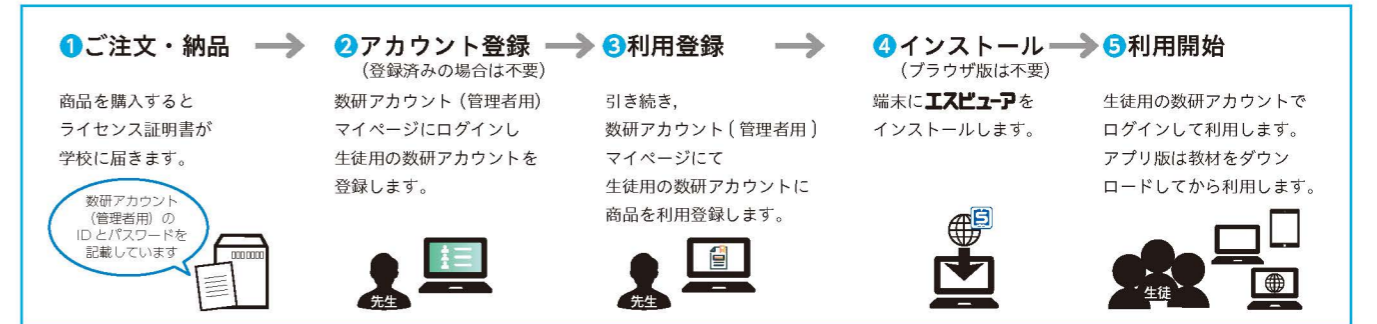 ❶ご注文・納品
商品を購入すると
ライセンス証明書が
学校に届きます。
数研アカウント
（管理者用）の
IDとパスワードを
記載しています
❷アカウント登録
（登録済みの場合は不要）
数研アカウント（管理者用）
マイページにログインし
生徒用の数研アカウントを
登録します。
先生
❸利用登録
引き続き，
数研アカウント(管理者用)
マイページにて
生徒用の数研アカウントに
商品を利用登録します。
先生
❹インストール
（ブラウザ版は不要）
端末にエスビューアを
インストールします。
S
❺利用開始
生徒用の数研アカウントで
ログインして利用します。
アプリ版は教材をダウン
ロードしてから利用します。
生徒